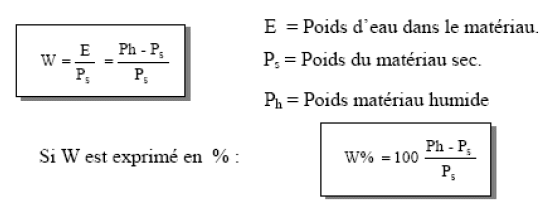 E = Poids d'eau dans le matériau.
W = E / Ps = Ph - Ps / Ps
Ps = Poids du matériau sec.
Ph = Poids matériau humide
Si W est exprimé en % :
W% = 100 Ph - Ps / Ps